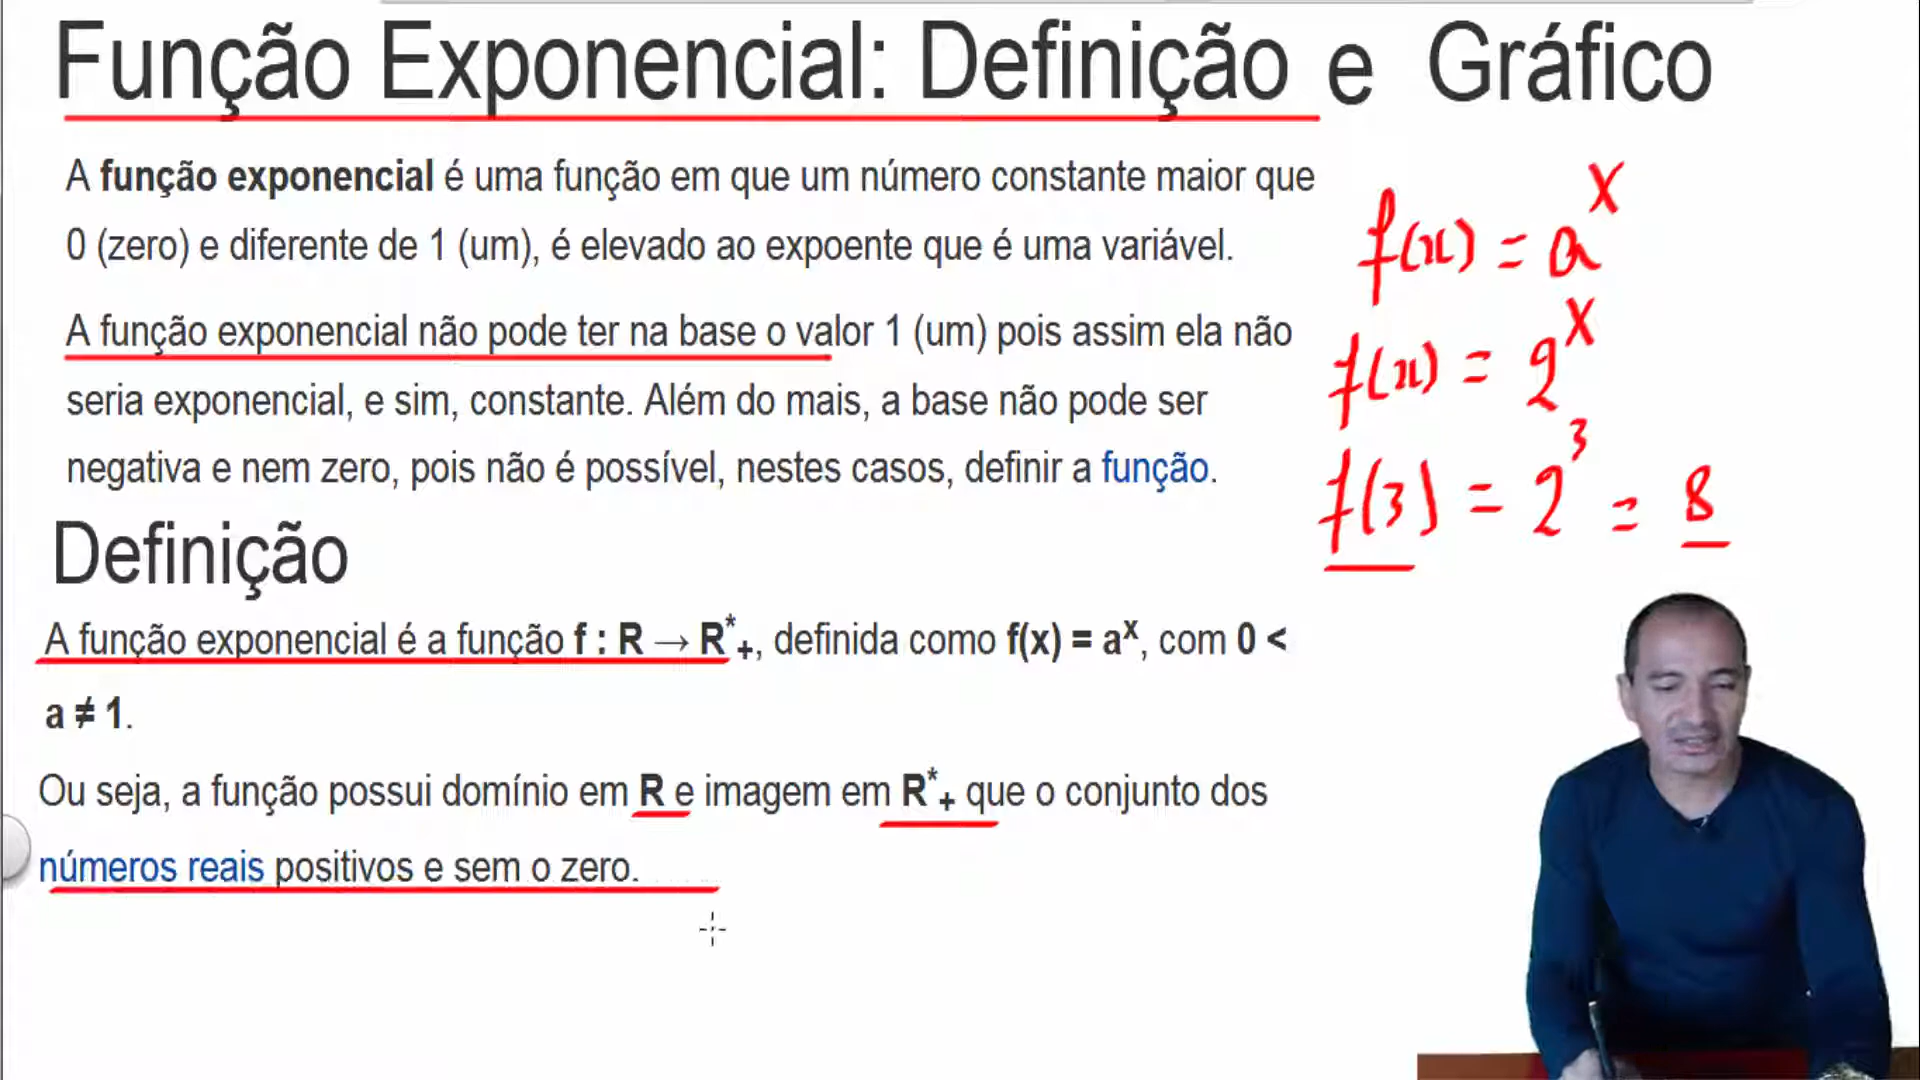 Função Exponencial: Definição e Gráfico
A função exponencial é uma função em que um número constante maior que
0 (zero) e diferente de 1 (um), é elevado ao expoente que é uma variável.
A função exponencial não pode ter na base o valor 1 (um) pois assim ela não
seria exponencial, e sim, constante. Além do mais, a base não pode ser
negativa e nem zero, pois não é possível, nestes casos, definir a função.
f(x) = a^x
f(x) = 2^x
f(3) = 2^3 = 8
Definição
A função exponencial é a função f : R → R*+, definida como f(x) = a^x, com 0 <
a ≠ 1.
Ou seja, a função possui domínio em R e imagem em R*+ que o conjunto dos
números reais positivos e sem o zero.